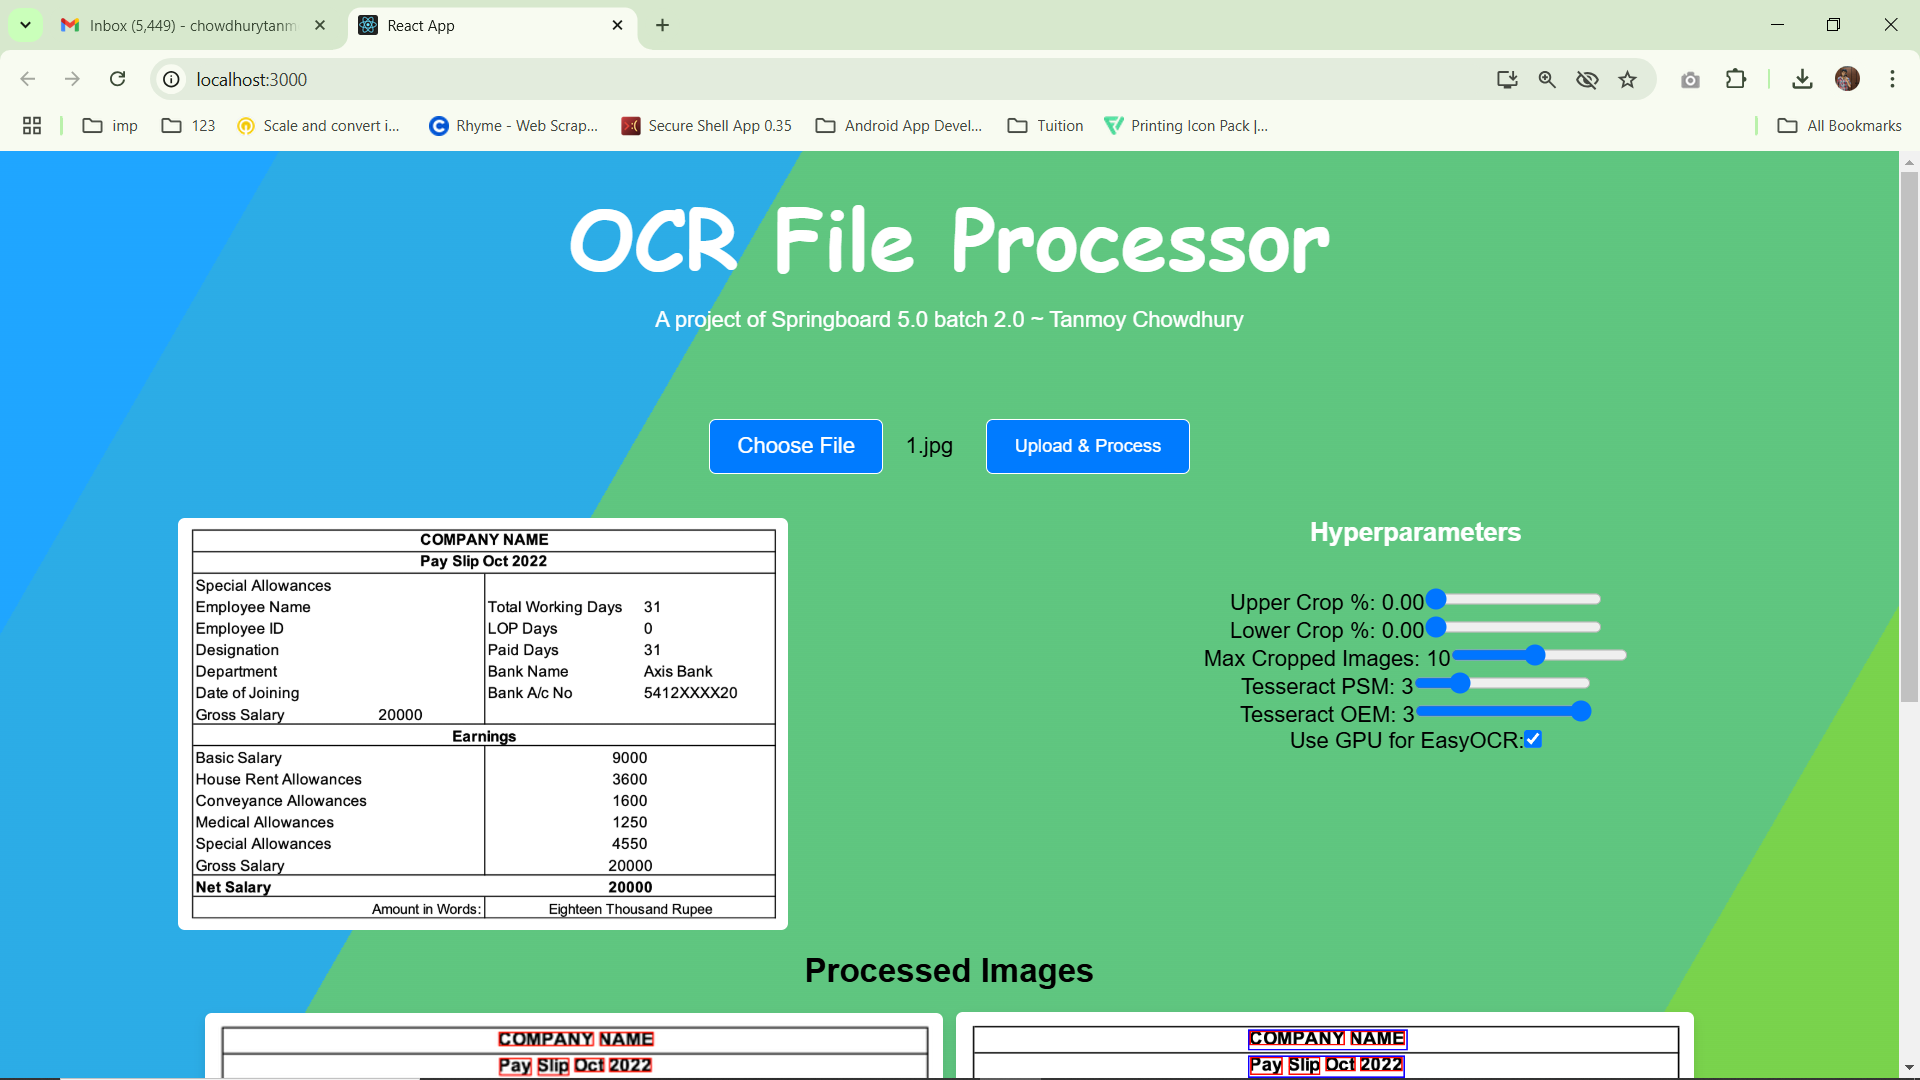 Inbox (5,449) - chowdhurytanm
React App
localhost:3000
imp
123
Scale and convert i...
Rhyme - Web Scrap...
Secure Shell App 0.35
Android App Devel...
Tuition
Printing Icon Pack |...
All Bookmarks
OCR File Processor
A project of Springboard 5.0 batch 2.0 ~ Tanmoy Chowdhury
Choose File 1.jpg Upload & Process
COMPANY NAME
Pay Slip Oct 2022
Special Allowances
Employee Name Total Working Days 31
Employee ID LOP Days 0
Designation Paid Days 31
Department Bank Name Axis Bank
Date of Joining Bank A/c No 5412XXXX20
Gross Salary 20000
Earnings
Basic Salary 9000
House Rent Allowances 3600
Conveyance Allowances 1600
Medical Allowances 1250
Special Allowances 4550
Gross Salary 20000
Net Salary 20000
Amount in Words: Eighteen Thousand Rupee
Hyperparameters
Upper Crop %: 0.00
Lower Crop %: 0.00
Max Cropped Images: 10
Tesseract PSM: 3
Tesseract OEM: 3
Use GPU for EasyOCR:
Processed Images
COMPANY NAME
Pay Slip Oct 2022
COMPANY NAME
Pay Slip Oct 2022